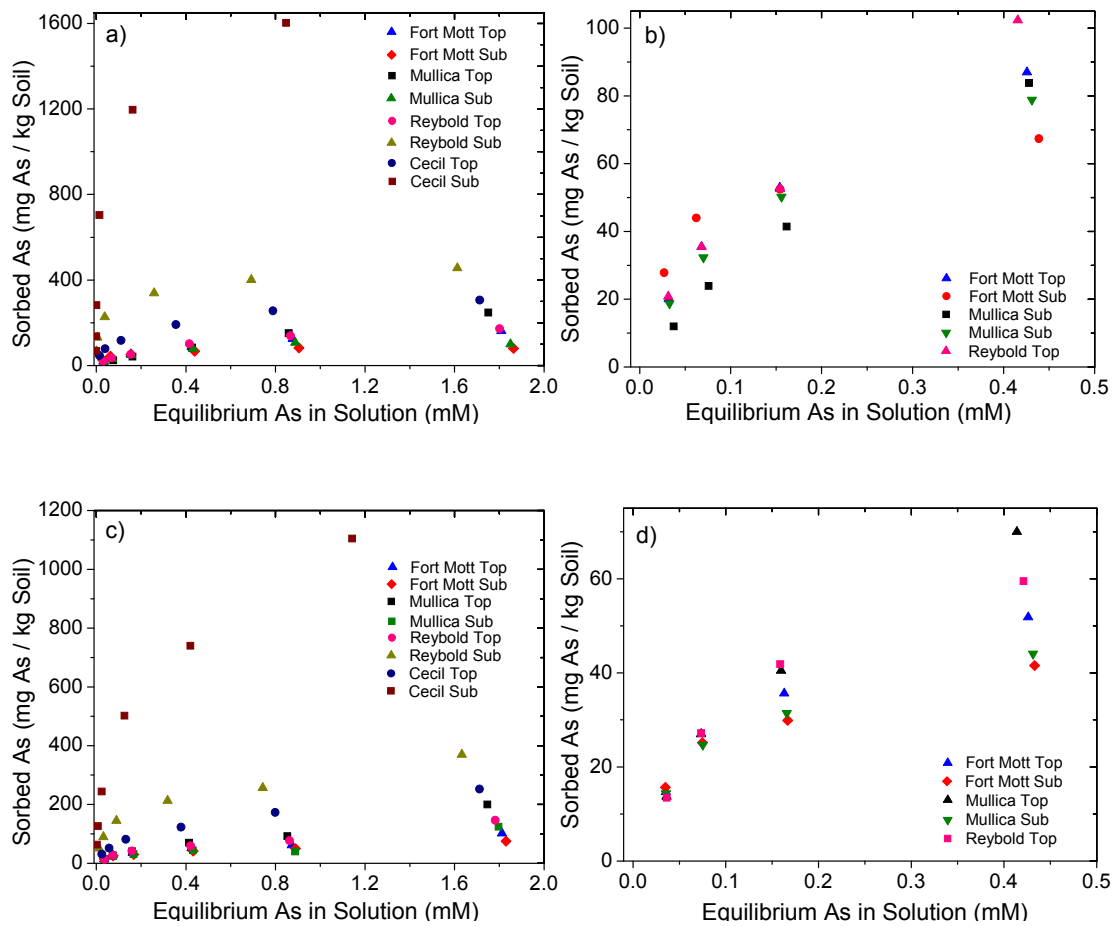 a)
Sorbed As (mg As / kg Soil)
1600
1200
800
400
0
Fort Mott Top
Fort Mott Sub
Mullica Top
Mullica Sub
Reybold Top
Reybold Sub
Cecil Top
Cecil Sub
0.0 0.4 0.8 1.2 1.6 2.0
Equilibrium As in Solution (mM)
b)
Sorbed As (mg As / kg Soil)
100
80
60
40
20
0
Fort Mott Top
Fort Mott Sub
Mullica Sub
Mullica Sub
Reybold Top
0.0 0.1 0.2 0.3 0.4 0.5
Equilibrium As in Solution (mM)
c)
Sorbed As (mg As / kg Soil)
1200
1000
800
600
400
200
0
Fort Mott Top
Fort Mott Sub
Mullica Top
Mullica Sub
Reybold Top
Reybold Sub
Cecil Top
Cecil Sub
0.0 0.4 0.8 1.2 1.6 2.0
Equilibrium As in Solution (mM)
d)
Sorbed As (mg As / kg Soil)
60
40
20
0
Fort Mott Top
Fort Mott Sub
Mullica Top
Mullica Sub
Reybold Top
0.0 0.1 0.2 0.3 0.4 0.5
Equilibrium As in Solution (mM)